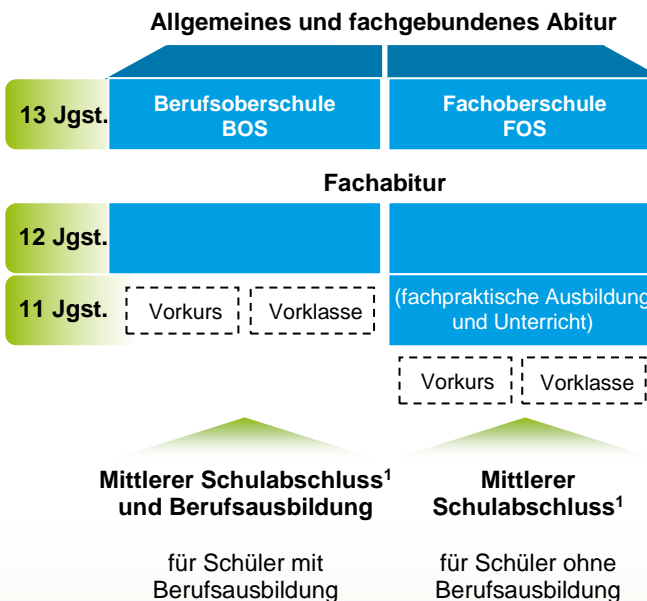 Allgemeines und fachgebundenes Abitur
13 Jgst.
Berufsoberschule
BOS
Fachoberschule
FOS
Fachabitur
12 Jgst.
11 Jgst.
Vorkurs
Vorklasse
(fachpraktische Ausbildung
und Unterricht)
Vorkurs
Vorklasse
Mittlerer Schulabschluss¹
und Berufsausbildung
für Schüler mit
Berufsausbildung
Mittlerer
Schulabschluss¹
für Schüler ohne
Berufsausbildung